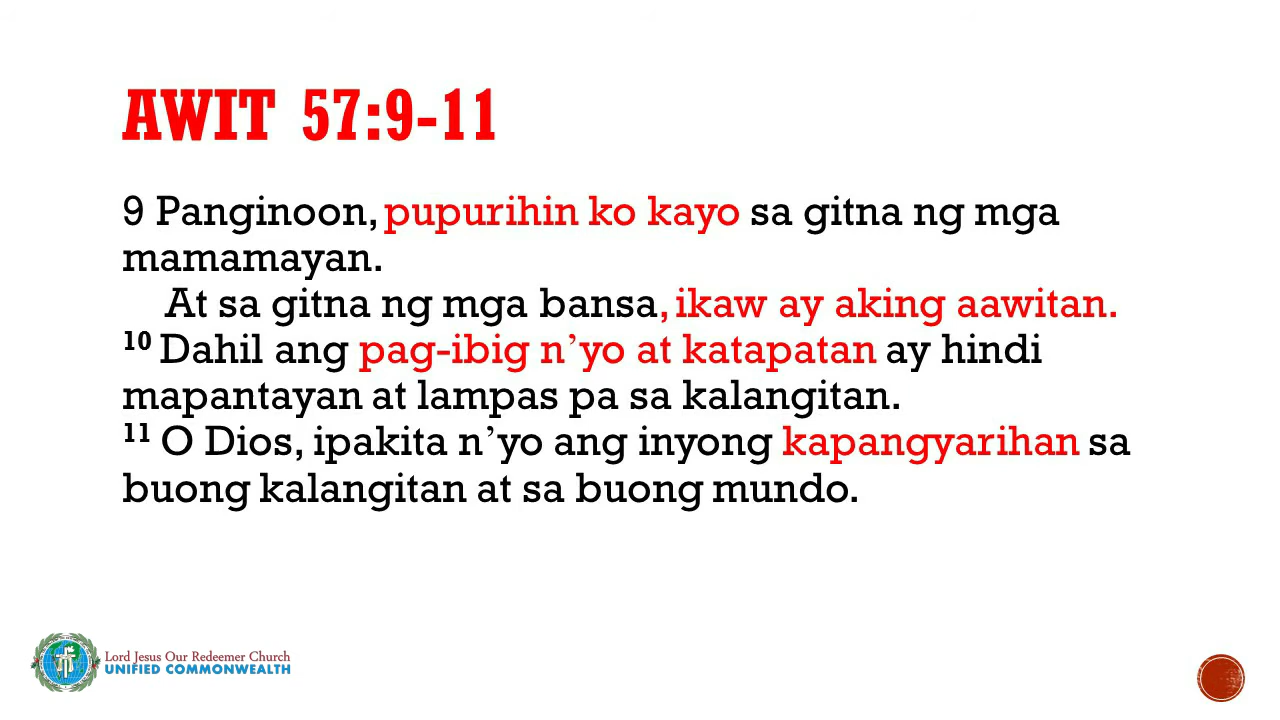 AWIT 57:9-11
9 Panginoon, pupurihin ko kayo sa gitna ng mga
mamamayan.
At sa gitna ng mga bansa, ikaw ay aking aawitan.
10 Dahil ang pag-ibig n’yo at katapatan ay hindi
mapantayan at lampas pa sa kalangitan.
11 O Dios, ipakita n’yo ang inyong kapangyarihan sa
buong kalangitan at sa buong mundo.
Lord Jesus Our Redeemer Church
UNIFIED COMMONWEALTH